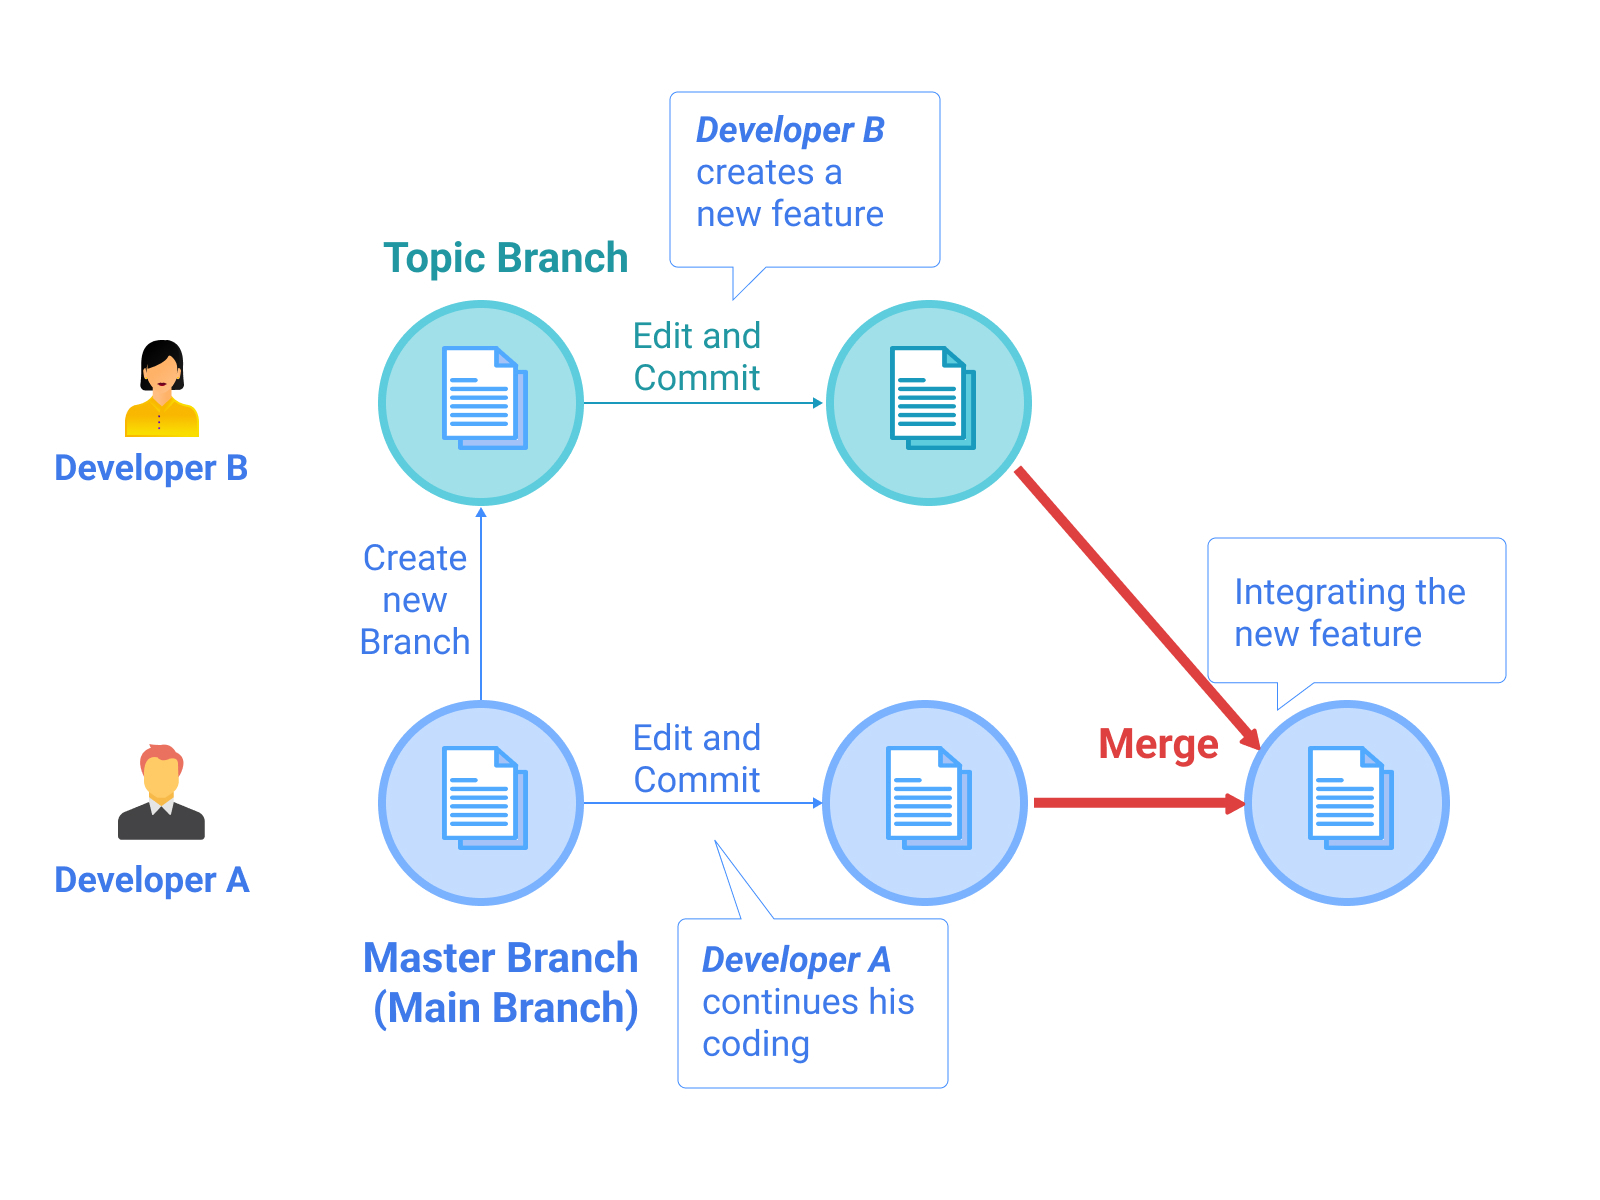 Developer B
creates a
new feature
Topic Branch
Edit and
Commit
Developer B
Create
new
Branch
Integrating the
new feature
Edit and
Commit
Merge
Developer A
Master Branch
(Main Branch)
Developer A
continues his
coding